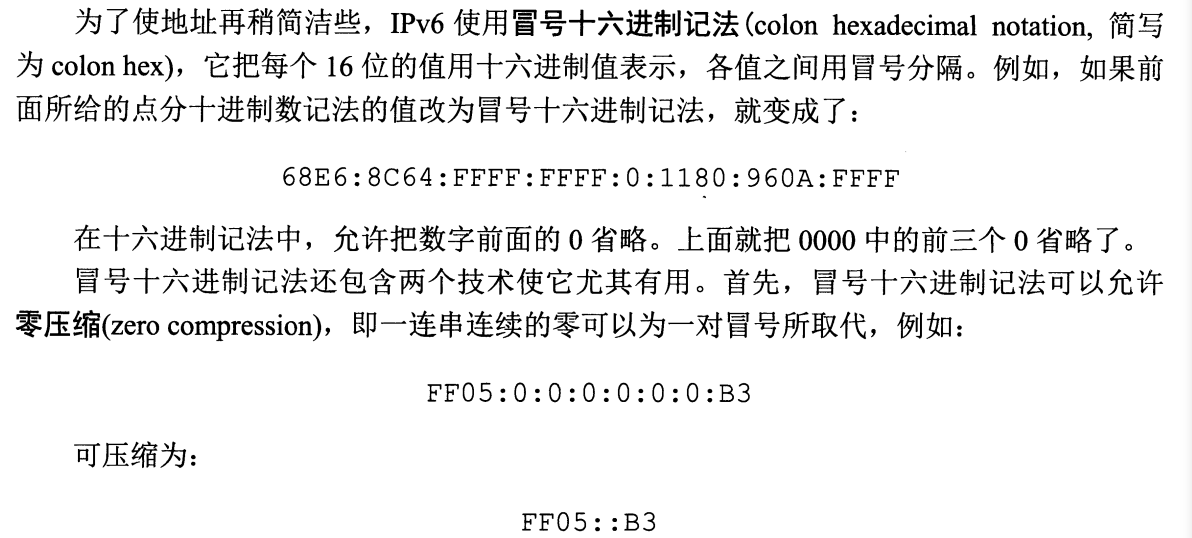 为了使地址再稍简洁些，IPv6 使用冒号十六进制记法(colon hexadecimal notation, 简写
为 colon hex)，它把每个 16 位的值用十六进制值表示，各值之间用冒号分隔。例如，如果前
面所给的点分十进制数记法的值改为冒号十六进制记法，就变成了：
68E6:8C64:FFFF:FFFF:0:1180:960A:FFFF
在十六进制记法中，允许把数字前面的 0 省略。上面就把 0000 中的前三个 0 省略了。
冒号十六进制记法还包含两个技术使它尤其有用。首先，冒号十六进制记法可以允许
零压缩(zero compression)，即一连串连续的零可以为一对冒号所取代，例如：
FF05:0:0:0:0:0:0:B3
可压缩为：
FF05::B3